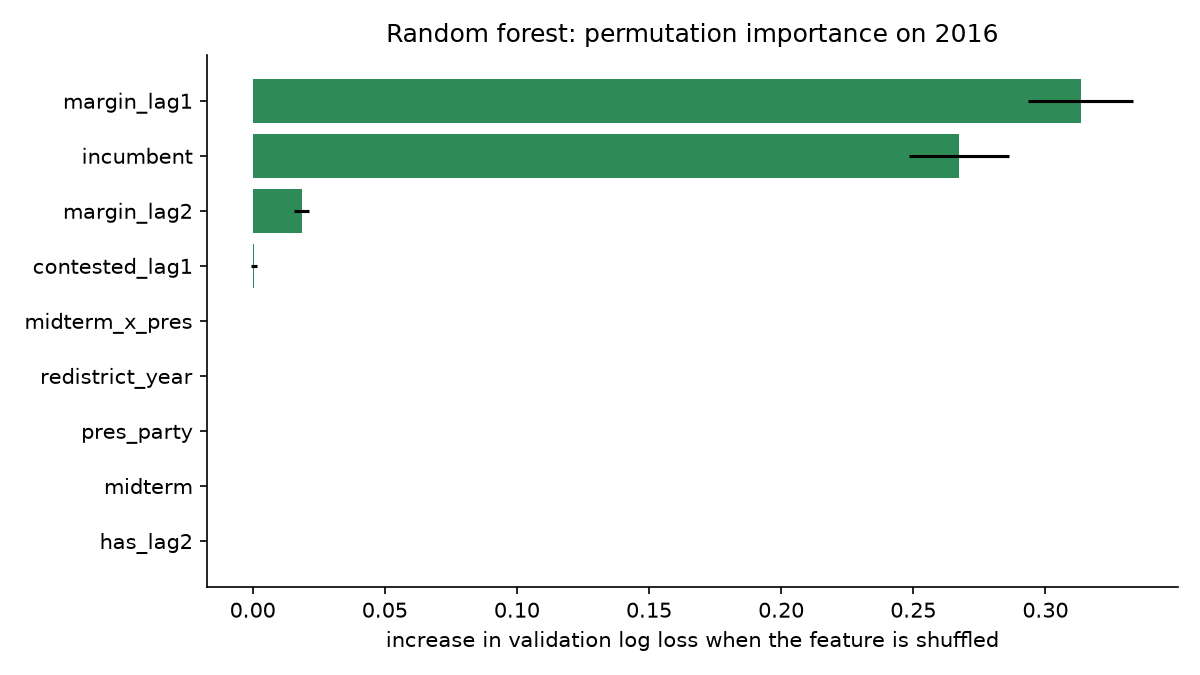 Random forest: permutation importance on 2016
margin_lag1
incumbent
margin_lag2
contested_lag1
midterm_x_pres
redistrict_year
pres_party
midterm
has_lag2
0.00 0.05 0.10 0.15 0.20 0.25 0.30
increase in validation log loss when the feature is shuffled